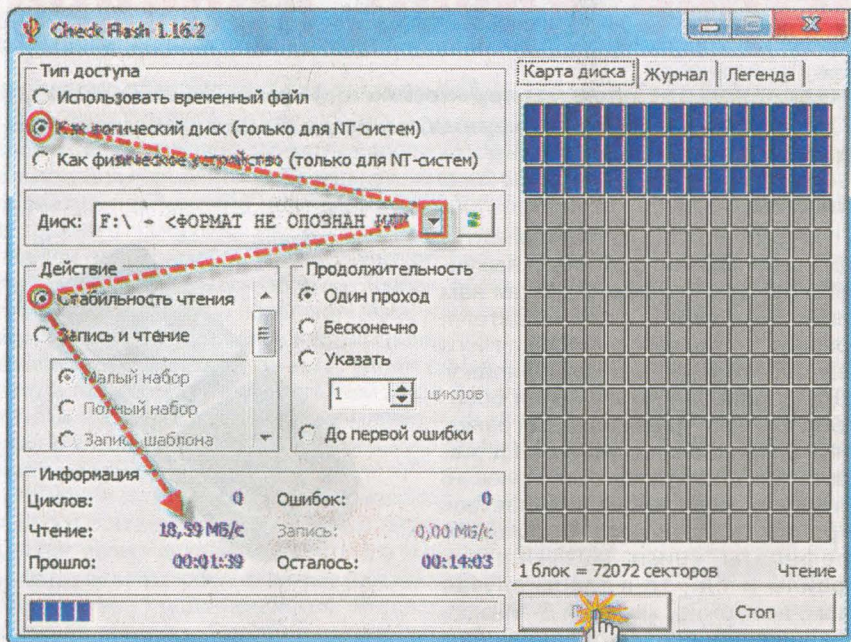 Check Flash 1.16.2
Тип доступа
Использовать временный файл
Как логический диск (только для NT-систем)
Как физическое устройство (только для NT-систем)
Диск: F:\ - <ФОРМАТ НЕ ОПОЗНАН
Действие
Стабильность чтения
Запись и чтение
Малый набор
Полный набор
Запись шаблона
Продолжительность
Один проход
Бесконечно
Указать
1 циклов
До первой ошибки
Информация
Циклов: 0 Ошибок: 0
Чтение: 18,59 МБ/с Запись: 0,00 МБ/с
Прошло: 00:01:39 Осталось: 00:14:03
Карта диска Журнал Легенда
1 блок = 72072 секторов Чтение
Стоп